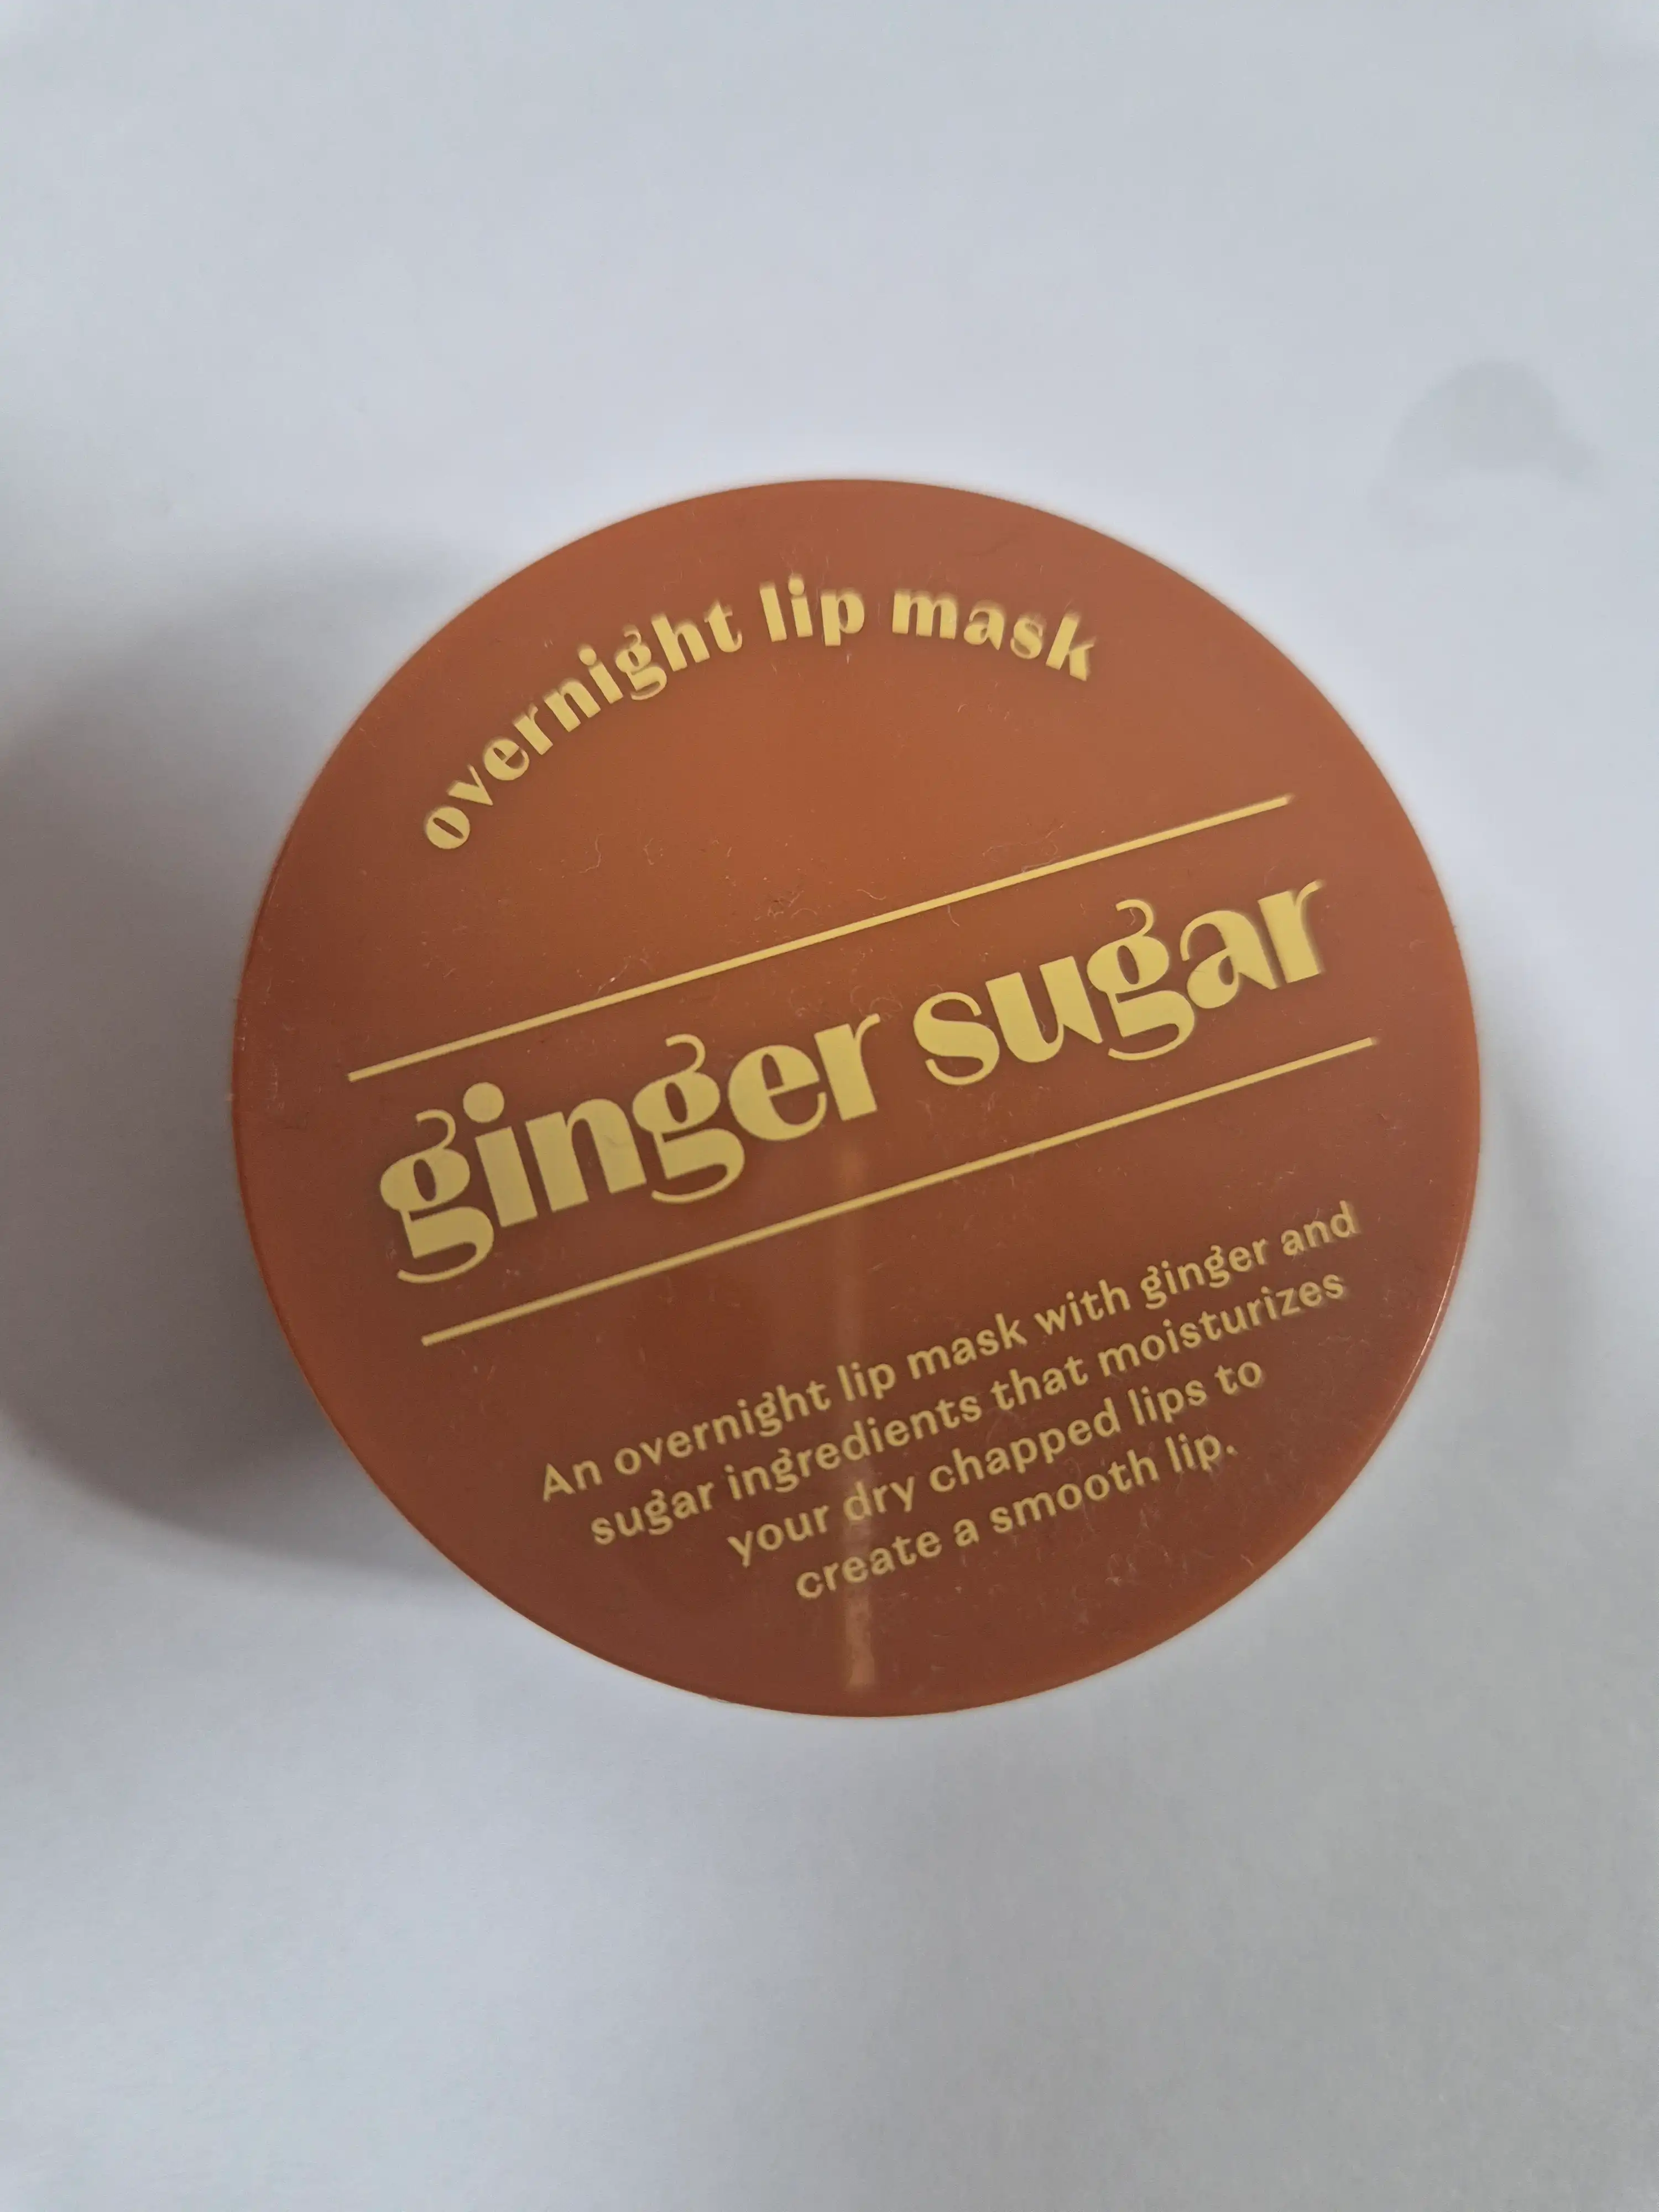 overnight lip mask
ginger sugar
An overnight lip mask with ginger and
sugar ingredients that moisturizes
your dry chapped lips to
create a smooth lip.